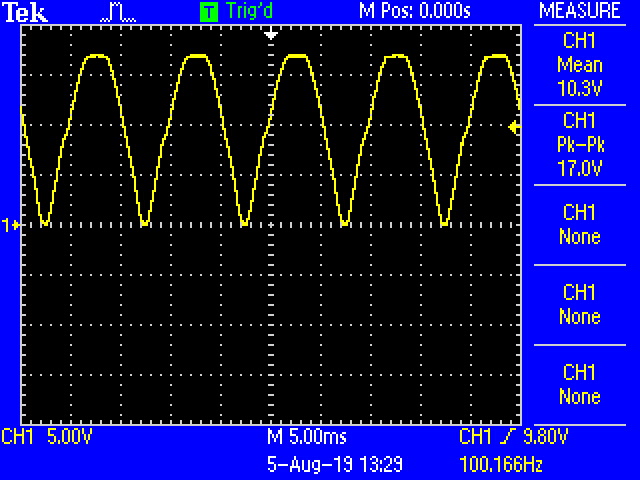 Tek T Trig'd M Pos: 0.000s MEASURE
CH1
Mean
10.3V
CH1
Pk-Pk
17.0V
CH1
None
CH1
None
CH1
None
1
CH1 5.00V M 5.00ms CH1 9.80V
5-Aug-19 13:29 100.166Hz